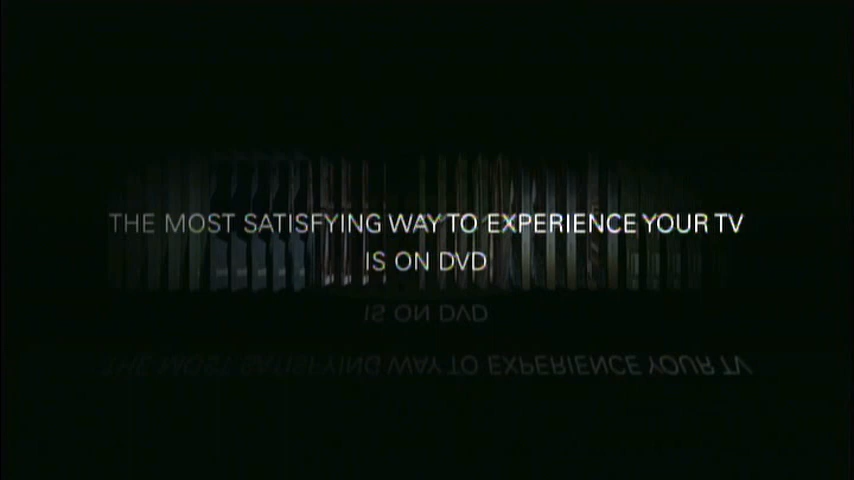 THE MOST SATISFYING WAY TO EXPERIENCE YOUR TV
IS ON DVD